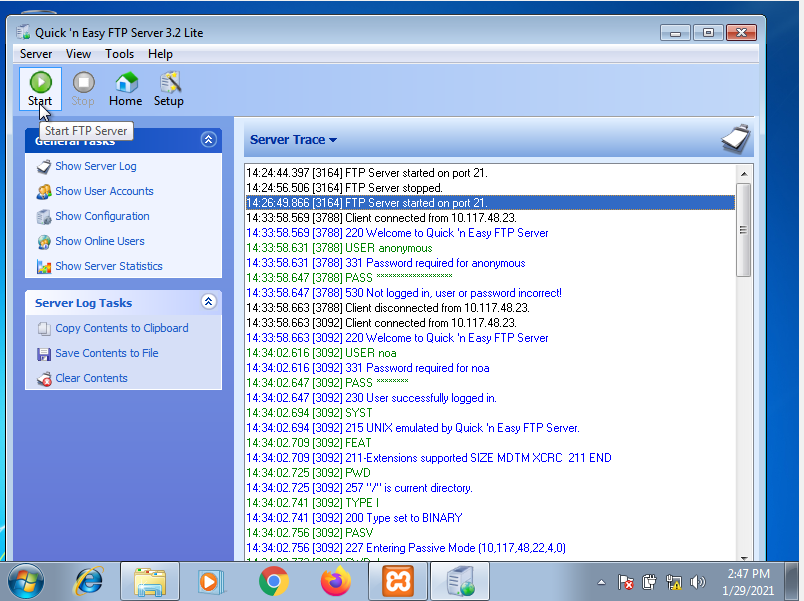 Quick 'n Easy FTP Server 3.2 Lite
Server View Tools Help
Start Stop Home Setup
Start FTP Server
General Tasks
Show Server Log
Show User Accounts
Show Configuration
Show Online Users
Show Server Statistics
Server Log Tasks
Copy Contents to Clipboard
Save Contents to File
Clear Contents
Server Trace
14:24:44.397 [3164] FTP Server started on port 21.
14:24:56.506 [3164] FTP Server stopped.
14:26:49.866 [3164] FTP Server started on port 21.
14:33:58.569 [3788] Client connected from 10.117.48.23.
14:33:58.569 [3788] 220 Welcome to Quick 'n Easy FTP Server
14:33:58.631 [3788] USER anonymous
14:33:58.631 [3788] 331 Password required for anonymous
14:33:58.647 [3788] PASS *******************
14:33:58.647 [3788] 530 Not logged in, user or password incorrect!
14:33:58.663 [3788] Client disconnected from 10.117.48.23.
14:33:58.663 [3092] Client connected from 10.117.48.23.
14:33:58.663 [3092] 220 Welcome to Quick 'n Easy FTP Server
14:34:02.616 [3092] USER noa
14:34:02.616 [3092] 331 Password required for noa
14:34:02.647 [3092] PASS ********
14:34:02.647 [3092] 230 User successfully logged in.
14:34:02.694 [3092] SYST
14:34:02.694 [3092] 215 UNIX emulated by Quick 'n Easy FTP Server.
14:34:02.709 [3092] FEAT
14:34:02.709 [3092] 211-Extensions supported SIZE MDTM XCRC 211 END
14:34:02.725 [3092] PWD
14:34:02.725 [3092] 257 "/" is current directory.
14:34:02.741 [3092] TYPE I
14:34:02.741 [3092] 200 Type set to BINARY
14:34:02.756 [3092] PASV
14:34:02.756 [3092] 227 Entering Passive Mode (10,117,48,22,4,0)
2:47 PM
1/29/2021